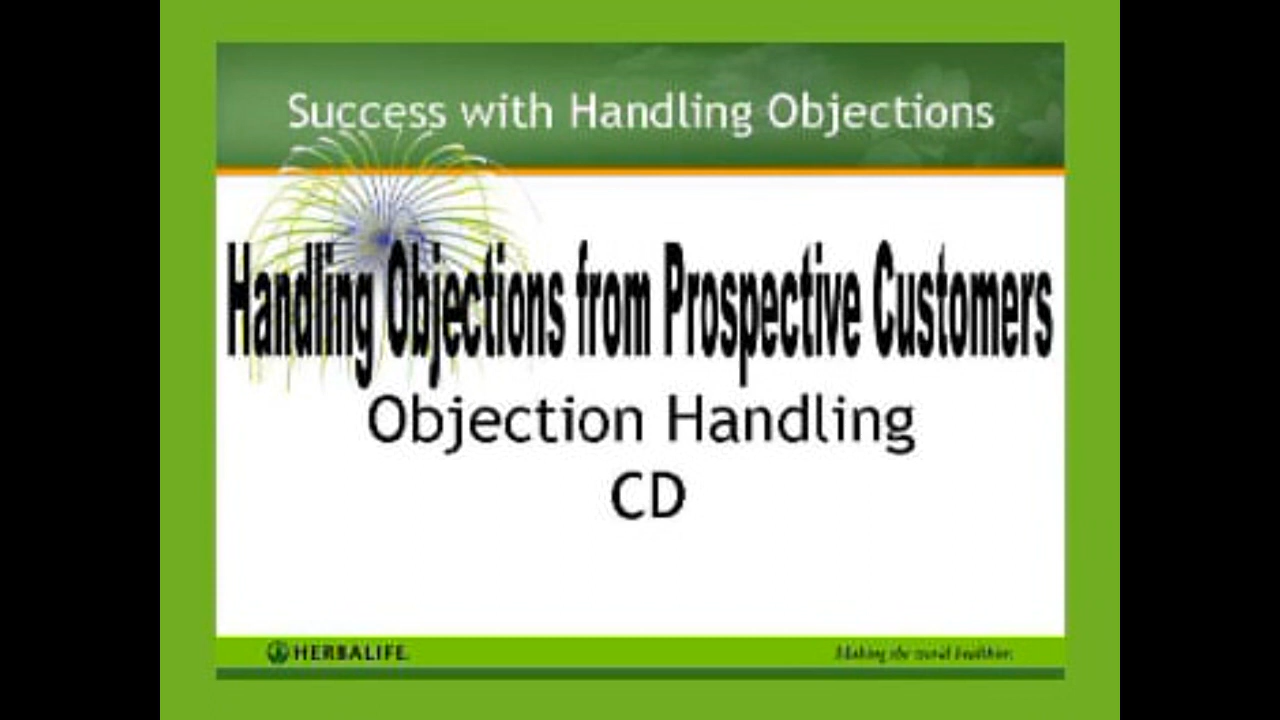 Success with Handling Objections
Handling Objections from Prospective Customers
Objection Handling
CD
HERBALIFE.
Making the world healthier.